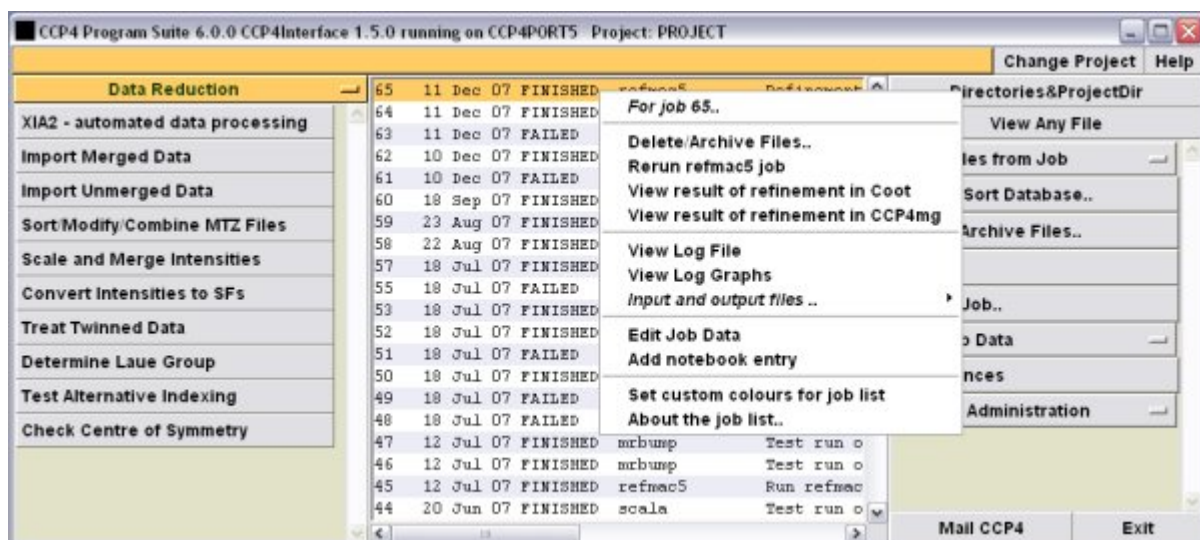 CCP4 Program Suite 6.0.0 CCP4Interface 1.5.0 running on CCP4PORT5 Project: PROJECT
Change Project Help
Data Reduction
XIA2 - automated data processing
Import Merged Data
Import Unmerged Data
Sort/Modify/Combine MTZ Files
Scale and Merge Intensities
Convert Intensities to SFs
Treat Twinned Data
Determine Laue Group
Test Alternative Indexing
Check Centre of Symmetry
65 11 Dec 07 FINISHED refmac5 Refinement
64 11 Dec 07 FINISHED
63 11 Dec 07 FAILED
62 10 Dec 07 FINISHED
61 10 Dec 07 FAILED
60 18 Sep 07 FINISHED
59 23 Aug 07 FINISHED
58 22 Aug 07 FINISHED
57 18 Jul 07 FINISHED
55 18 Jul 07 FAILED
53 18 Jul 07 FINISHED
52 18 Jul 07 FINISHED
51 18 Jul 07 FAILED
50 18 Jul 07 FINISHED
49 18 Jul 07 FAILED
48 18 Jul 07 FAILED
47 12 Jul 07 FINISHED mrbump Test run o
46 12 Jul 07 FINISHED mrbump Test run o
45 12 Jul 07 FINISHED refmac5 Run refmac
44 20 Jun 07 FINISHED scala Test run o
For job 65..
Delete/Archive Files..
Rerun refmac5 job
View result of refinement in Coot
View result of refinement in CCP4mg
View Log File
View Log Graphs
Input and output files ..
Edit Job Data
Add notebook entry
Set custom colours for job list
About the job list..
Directories&ProjectDir
View Any File
les from Job
Sort Database..
Archive Files..
Job..
Data
nces
Administration
Mail CCP4 Exit